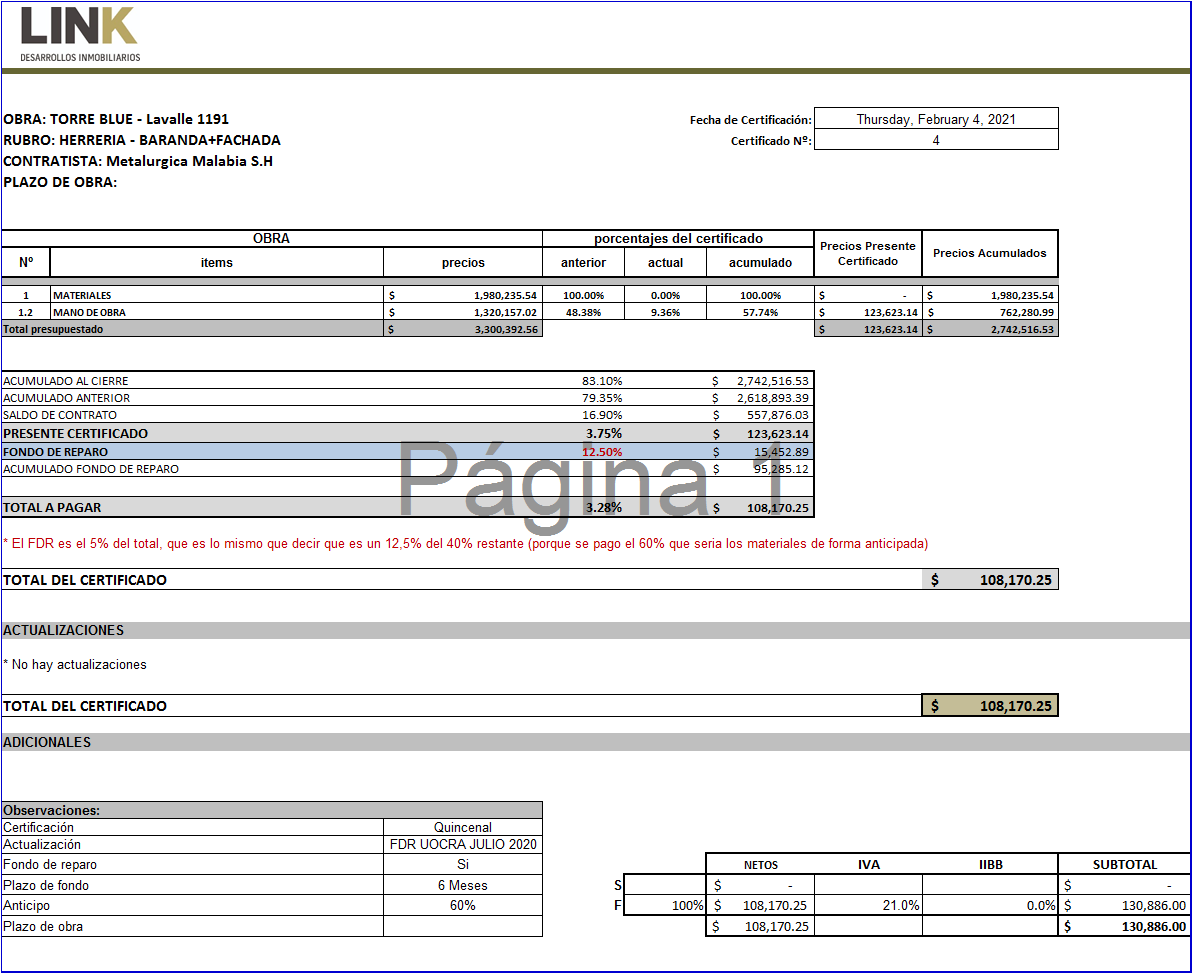 LINK
DESARROLLOS INMOBILIARIOS
OBRA: TORRE BLUE - Lavalle 1191
Fecha de Certificación: Thursday, February 4, 2021
RUBRO: HERRERIA - BARANDA+FACHADA
Certificado Nº: 4
CONTRATISTA: Metalurgica Malabia S.H
PLAZO DE OBRA:
OBRA porcentajes del certificado Precios Presente Certificado Precios Acumulados
Nº items precios anterior actual acumulado
1 MATERIALES $ 1,980,235.54 100.00% 0.00% 100.00% $ - $ 1,980,235.54
1.2 MANO DE OBRA $ 1,320,157.02 48.38% 9.36% 57.74% $ 123,623.14 $ 762,280.99
Total presupuestado $ 3,300,392.56 $ 123,623.14 $ 2,742,516.53
ACUMULADO AL CIERRE 83.10% $ 2,742,516.53
ACUMULADO ANTERIOR 79.35% $ 2,618,893.39
SALDO DE CONTRATO 16.90% $ 557,876.03
PRESENTE CERTIFICADO 3.75% $ 123,623.14
FONDO DE REPARO 12.50% $ 15,452.89
ACUMULADO FONDO DE REPARO $ 95,285.12
Página 1
TOTAL A PAGAR 3.28% $ 108,170.25
* El FDR es el 5% del total, que es lo mismo que decir que es un 12,5% del 40% restante (porque se pago el 60% que seria los materiales de forma anticipada)
TOTAL DEL CERTIFICADO $ 108,170.25
ACTUALIZACIONES
* No hay actualizaciones
TOTAL DEL CERTIFICADO $ 108,170.25
ADICIONALES
Observaciones:
Certificación Quincenal
Actualización FDR UOCRA JULIO 2020
Fondo de reparo Si
Plazo de fondo 6 Meses
Anticipo 60%
Plazo de obra
NETOS IVA IIBB SUBTOTAL
S $ - $ -
F 100% $ 108,170.25 21.0% 0.0% $ 130,886.00
$ 108,170.25 $ 130,886.00